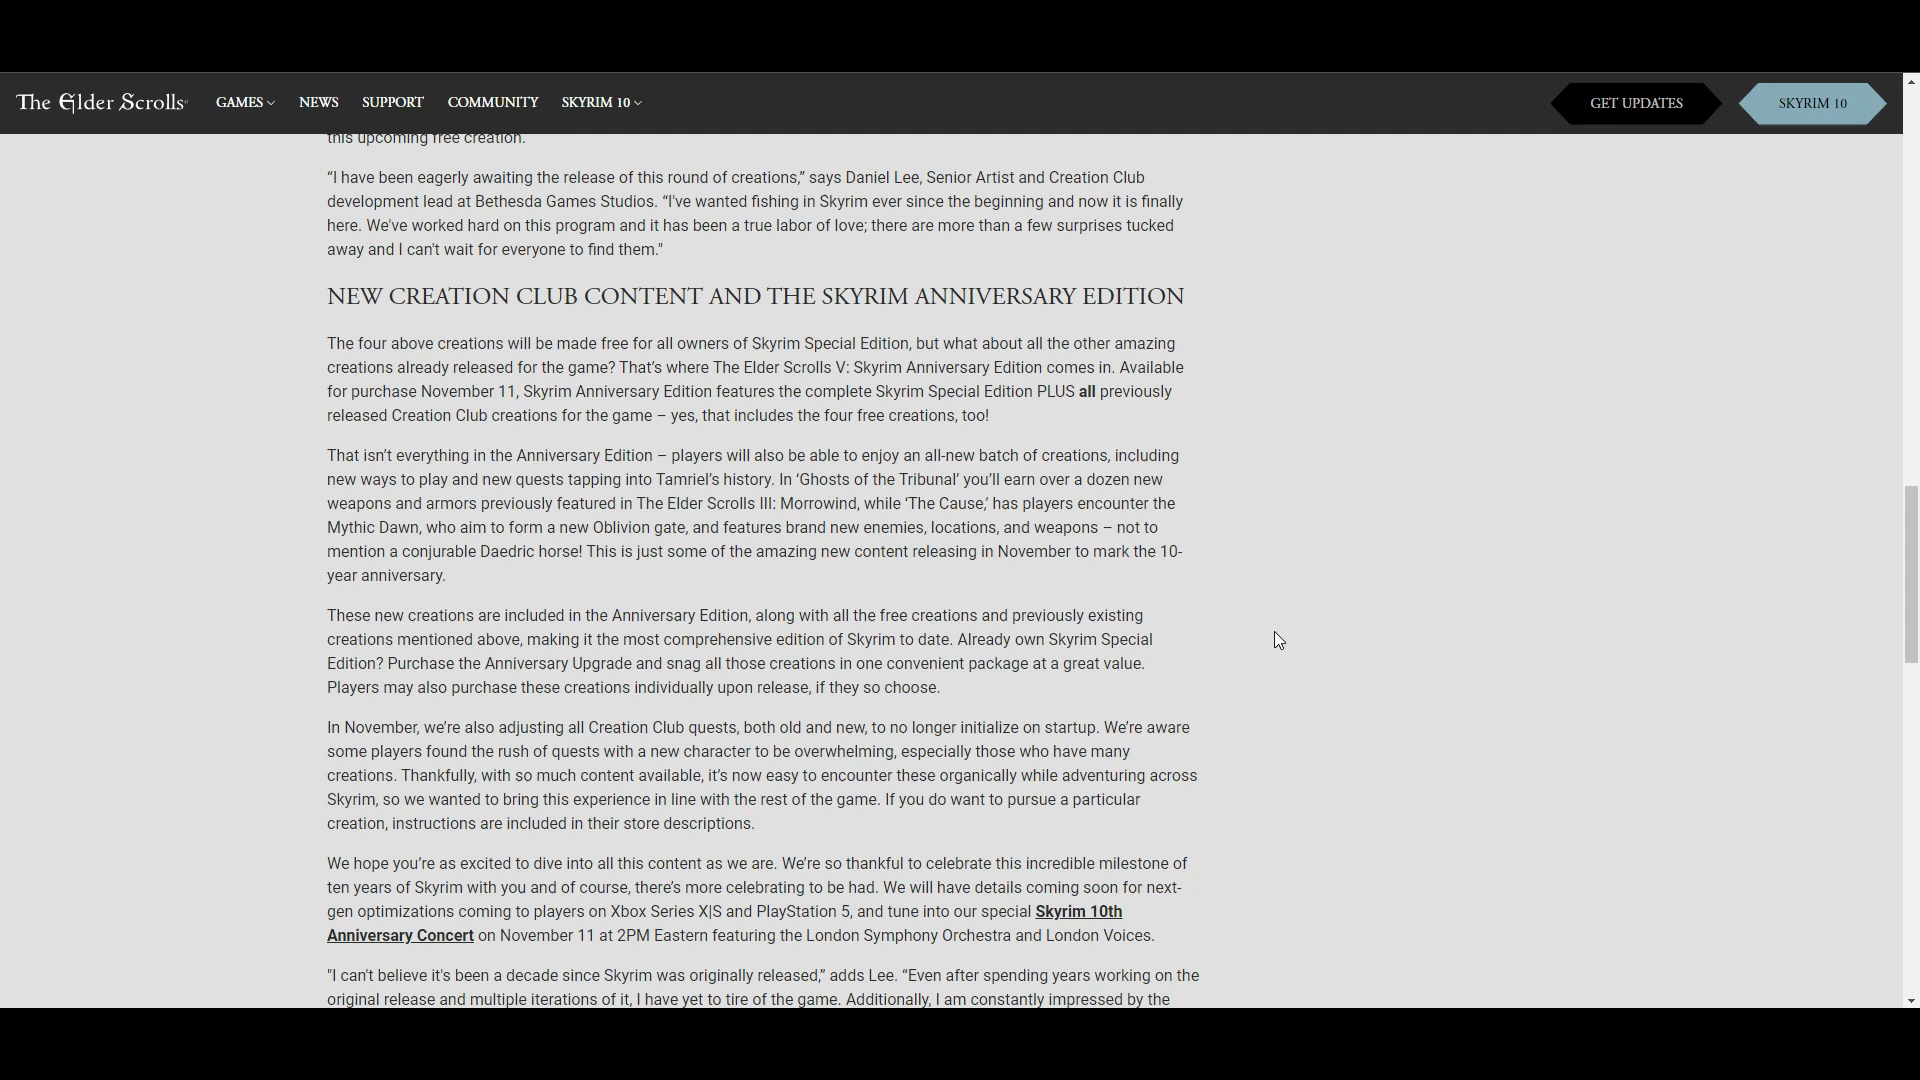 The Elder Scrolls
GAMES
NEWS
SUPPORT
COMMUNITY
SKYRIM 10
GET UPDATES
SKYRIM 10
this upcoming free creation.
“I have been eagerly awaiting the release of this round of creations,” says Daniel Lee, Senior Artist and Creation Club
development lead at Bethesda Games Studios. “I've wanted fishing in Skyrim ever since the beginning and now it is finally
here. We've worked hard on this program and it has been a true labor of love; there are more than a few surprises tucked
away and I can't wait for everyone to find them."
NEW CREATION CLUB CONTENT AND THE SKYRIM ANNIVERSARY EDITION
The four above creations will be made free for all owners of Skyrim Special Edition, but what about all the other amazing
creations already released for the game? That’s where The Elder Scrolls V: Skyrim Anniversary Edition comes in. Available
for purchase November 11, Skyrim Anniversary Edition features the complete Skyrim Special Edition PLUS all previously
released Creation Club creations for the game – yes, that includes the four free creations, too!
That isn’t everything in the Anniversary Edition – players will also be able to enjoy an all-new batch of creations, including
new ways to play and new quests tapping into Tamriel’s history. In ‘Ghosts of the Tribunal’ you’ll earn over a dozen new
weapons and armors previously featured in The Elder Scrolls III: Morrowind, while ‘The Cause,’ has players encounter the
Mythic Dawn, who aim to form a new Oblivion gate, and features brand new enemies, locations, and weapons – not to
mention a conjurable Daedric horse! This is just some of the amazing new content releasing in November to mark the 10-
year anniversary.
These new creations are included in the Anniversary Edition, along with all the free creations and previously existing
creations mentioned above, making it the most comprehensive edition of Skyrim to date. Already own Skyrim Special
Edition? Purchase the Anniversary Upgrade and snag all those creations in one convenient package at a great value.
Players may also purchase these creations individually upon release, if they so choose.
In November, we’re also adjusting all Creation Club quests, both old and new, to no longer initialize on startup. We’re aware
some players found the rush of quests with a new character to be overwhelming, especially those who have many
creations. Thankfully, with so much content available, it’s now easy to encounter these organically while adventuring across
Skyrim, so we wanted to bring this experience in line with the rest of the game. If you do want to pursue a particular
creation, instructions are included in their store descriptions.
We hope you’re as excited to dive into all this content as we are. We’re so thankful to celebrate this incredible milestone of
ten years of Skyrim with you and of course, there’s more celebrating to be had. We will have details coming soon for next-
gen optimizations coming to players on Xbox Series X|S and PlayStation 5, and tune into our special Skyrim 10th
Anniversary Concert on November 11 at 2PM Eastern featuring the London Symphony Orchestra and London Voices.
"I can't believe it's been a decade since Skyrim was originally released,” adds Lee. “Even after spending years working on the
original release and multiple iterations of it, I have yet to tire of the game. Additionally, I am constantly impressed by the